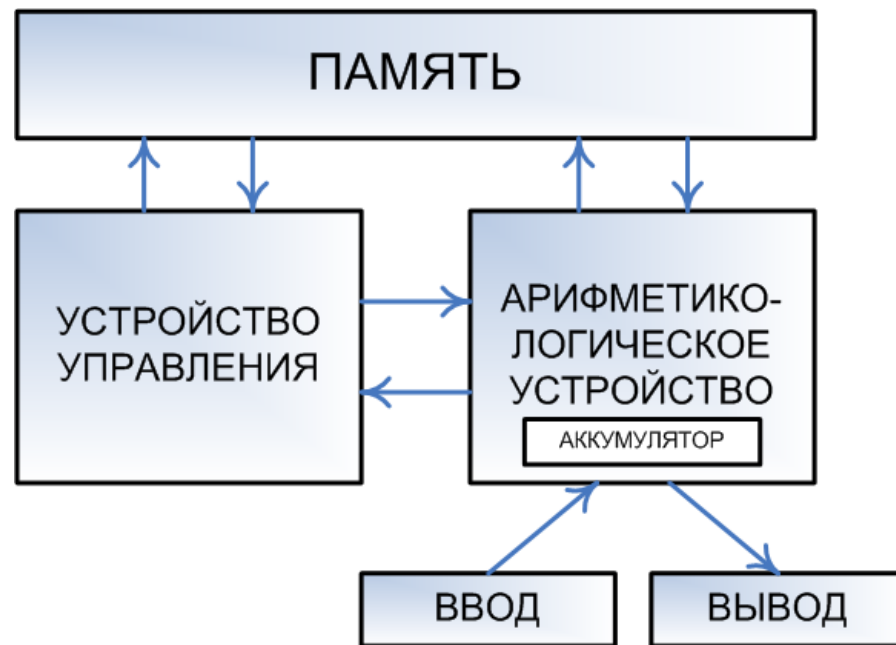 ПАМЯТЬ
УСТРОЙСТВО
УПРАВЛЕНИЯ
АРИФМЕТИКО-
ЛОГИЧЕСКОЕ
УСТРОЙСТВО
АККУМУЛЯТОР
ВВОД
ВЫВОД